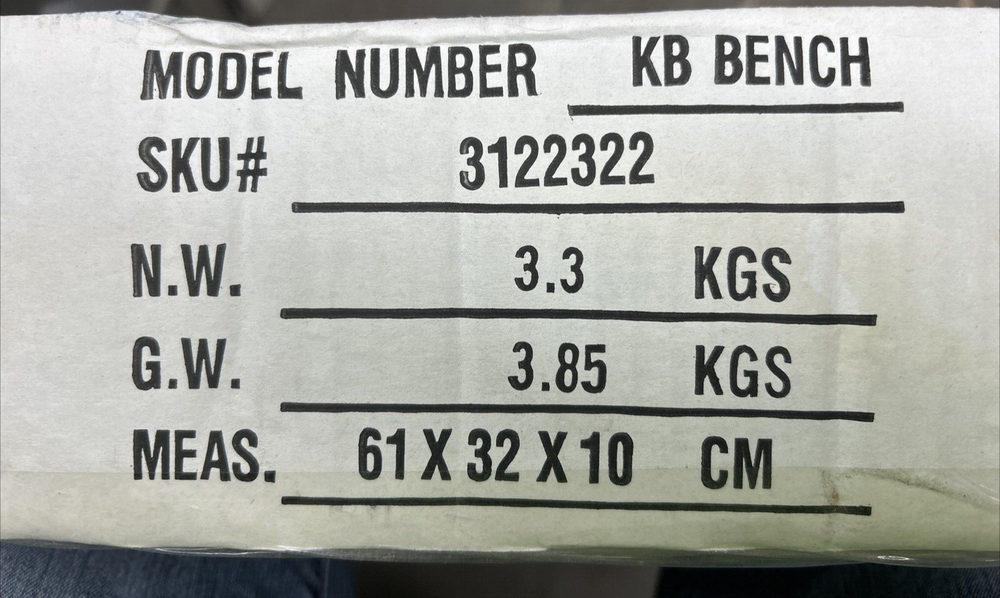 MODEL NUMBER KB BENCH
SKU# 3122322
N.W. 3.3 KGS
G.W. 3.85 KGS
MEAS. 61 X 32 X 10 CM